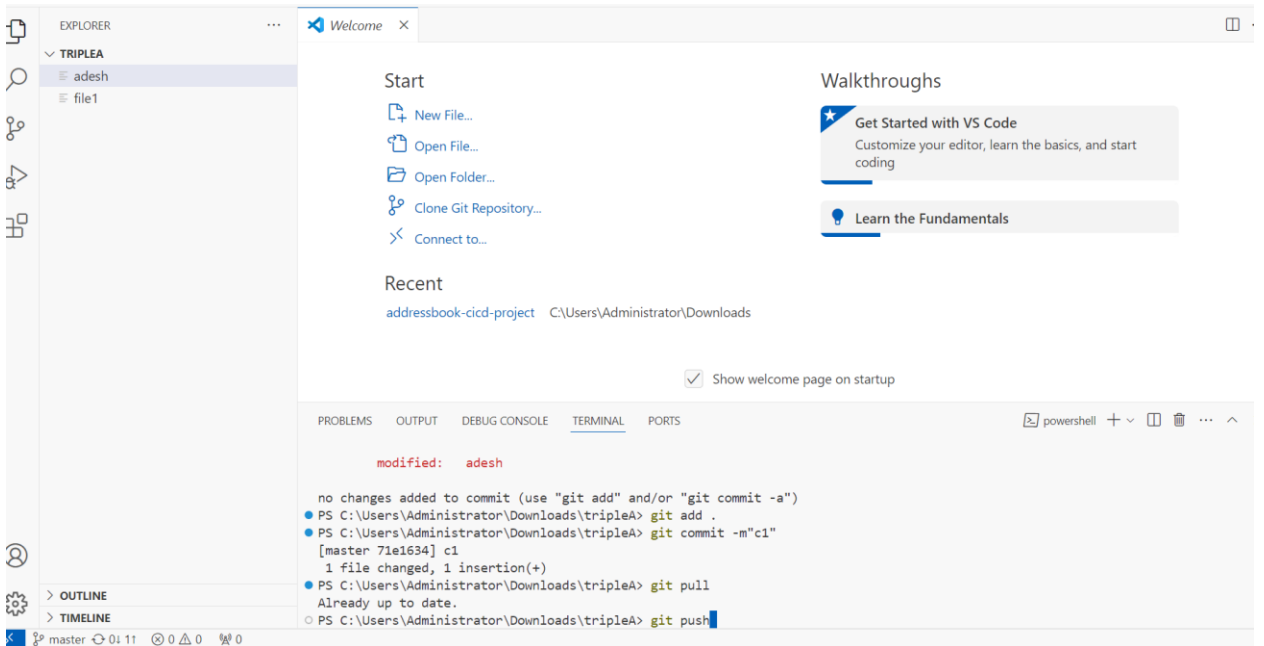 EXPLORER
TRIPLEA
adesh
file1
OUTLINE
TIMELINE
Welcome
Start
New File...
Open File...
Open Folder...
Clone Git Repository...
Connect to...
Recent
addressbook-cicd-project C:\Users\Administrator\Downloads
Walkthroughs
Get Started with VS Code
Customize your editor, learn the basics, and start
coding
Learn the Fundamentals
Show welcome page on startup
PROBLEMS OUTPUT DEBUG CONSOLE TERMINAL PORTS
powershell
modified: adesh
no changes added to commit (use "git add" and/or "git commit -a")
PS C:\Users\Administrator\Downloads\tripleA> git add .
PS C:\Users\Administrator\Downloads\tripleA> git commit -m"c1"
[master 71e1634] c1
1 file changed, 1 insertion(+)
PS C:\Users\Administrator\Downloads\tripleA> git pull
Already up to date.
PS C:\Users\Administrator\Downloads\tripleA> git push
master 0↓ 1↑ 0 0 0